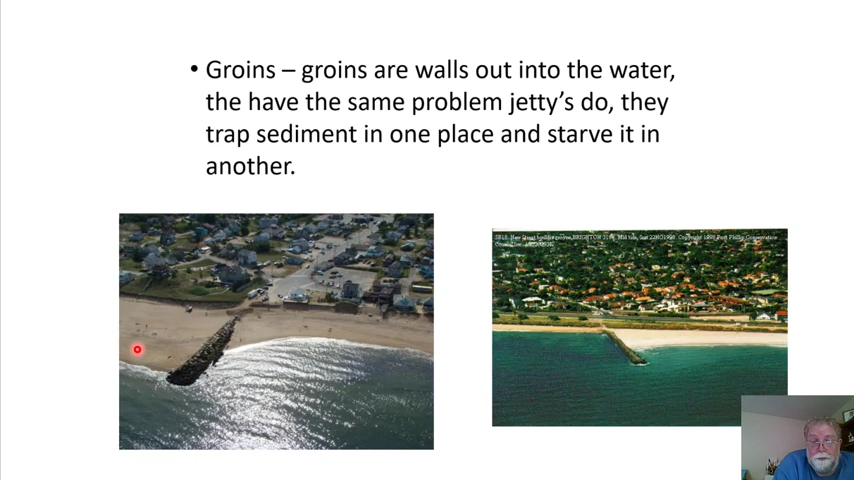 • Groins – groins are walls out into the water,
the have the same problem jetty’s do, they
trap sediment in one place and starve it in
another.